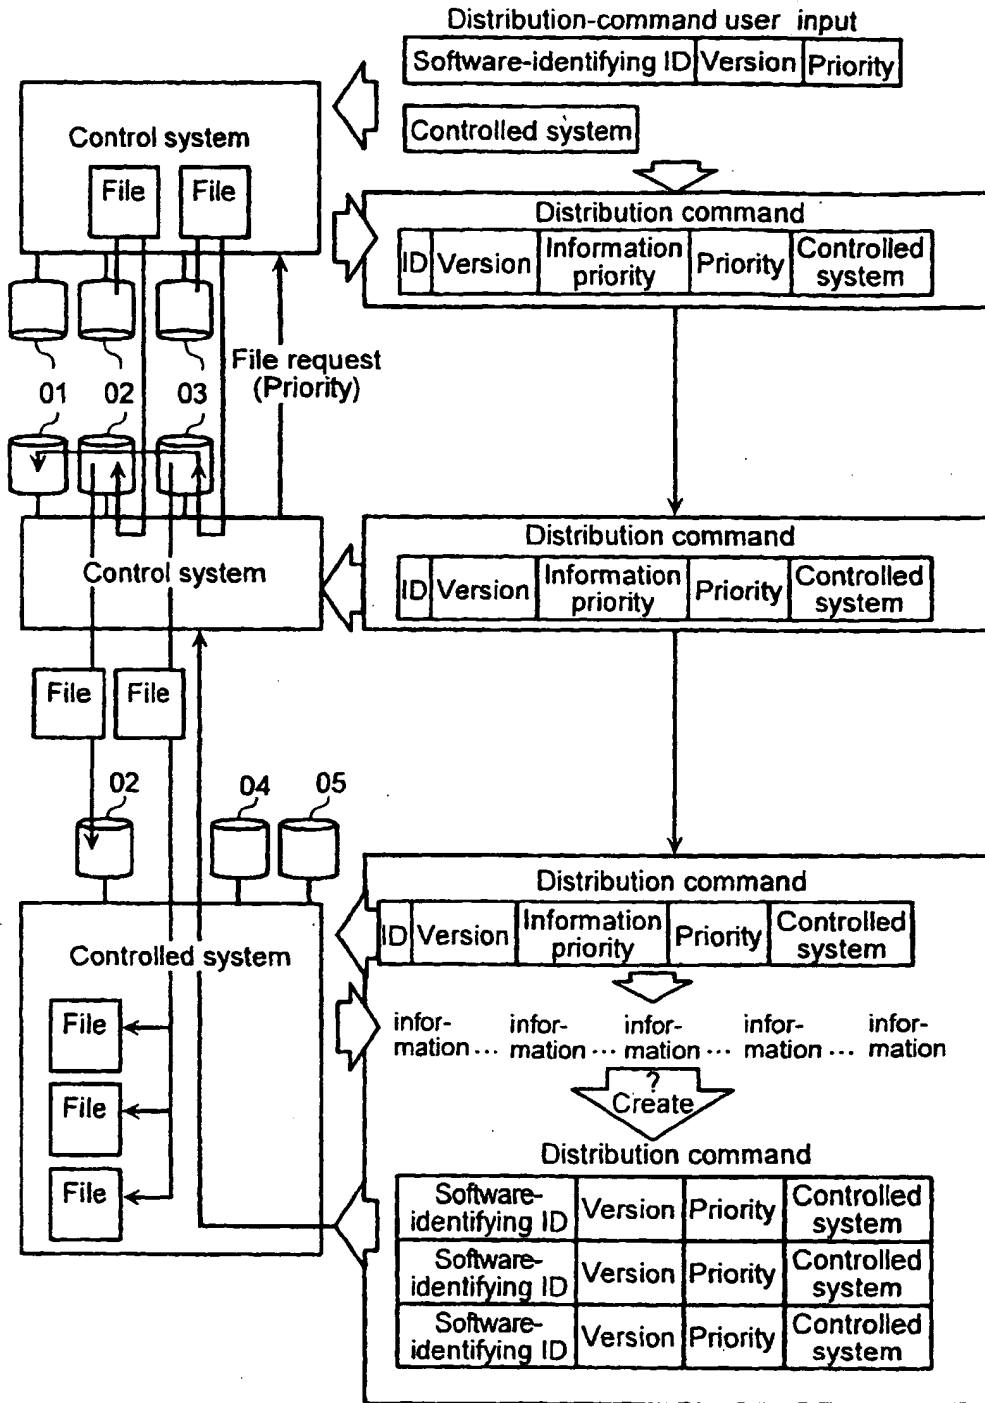 Distribution-command user input
Software-identifying ID Version Priority
Controlled system
Control system
File File
Distribution command
ID Version Information priority Priority Controlled system
File request
(Priority)
01 02 03
Distribution command
ID Version Information priority Priority Controlled system
Control system
File File
02 04 05
Distribution command
ID Version Information priority Priority Controlled system
Controlled system
infor- infor- infor- infor- infor-
mation ... mation ... mation ... mation ... mation
File
File
File
?
Create
Distribution command
Software-identifying ID Version Priority Controlled system
Software-identifying ID Version Priority Controlled system
Software-identifying ID Version Priority Controlled system